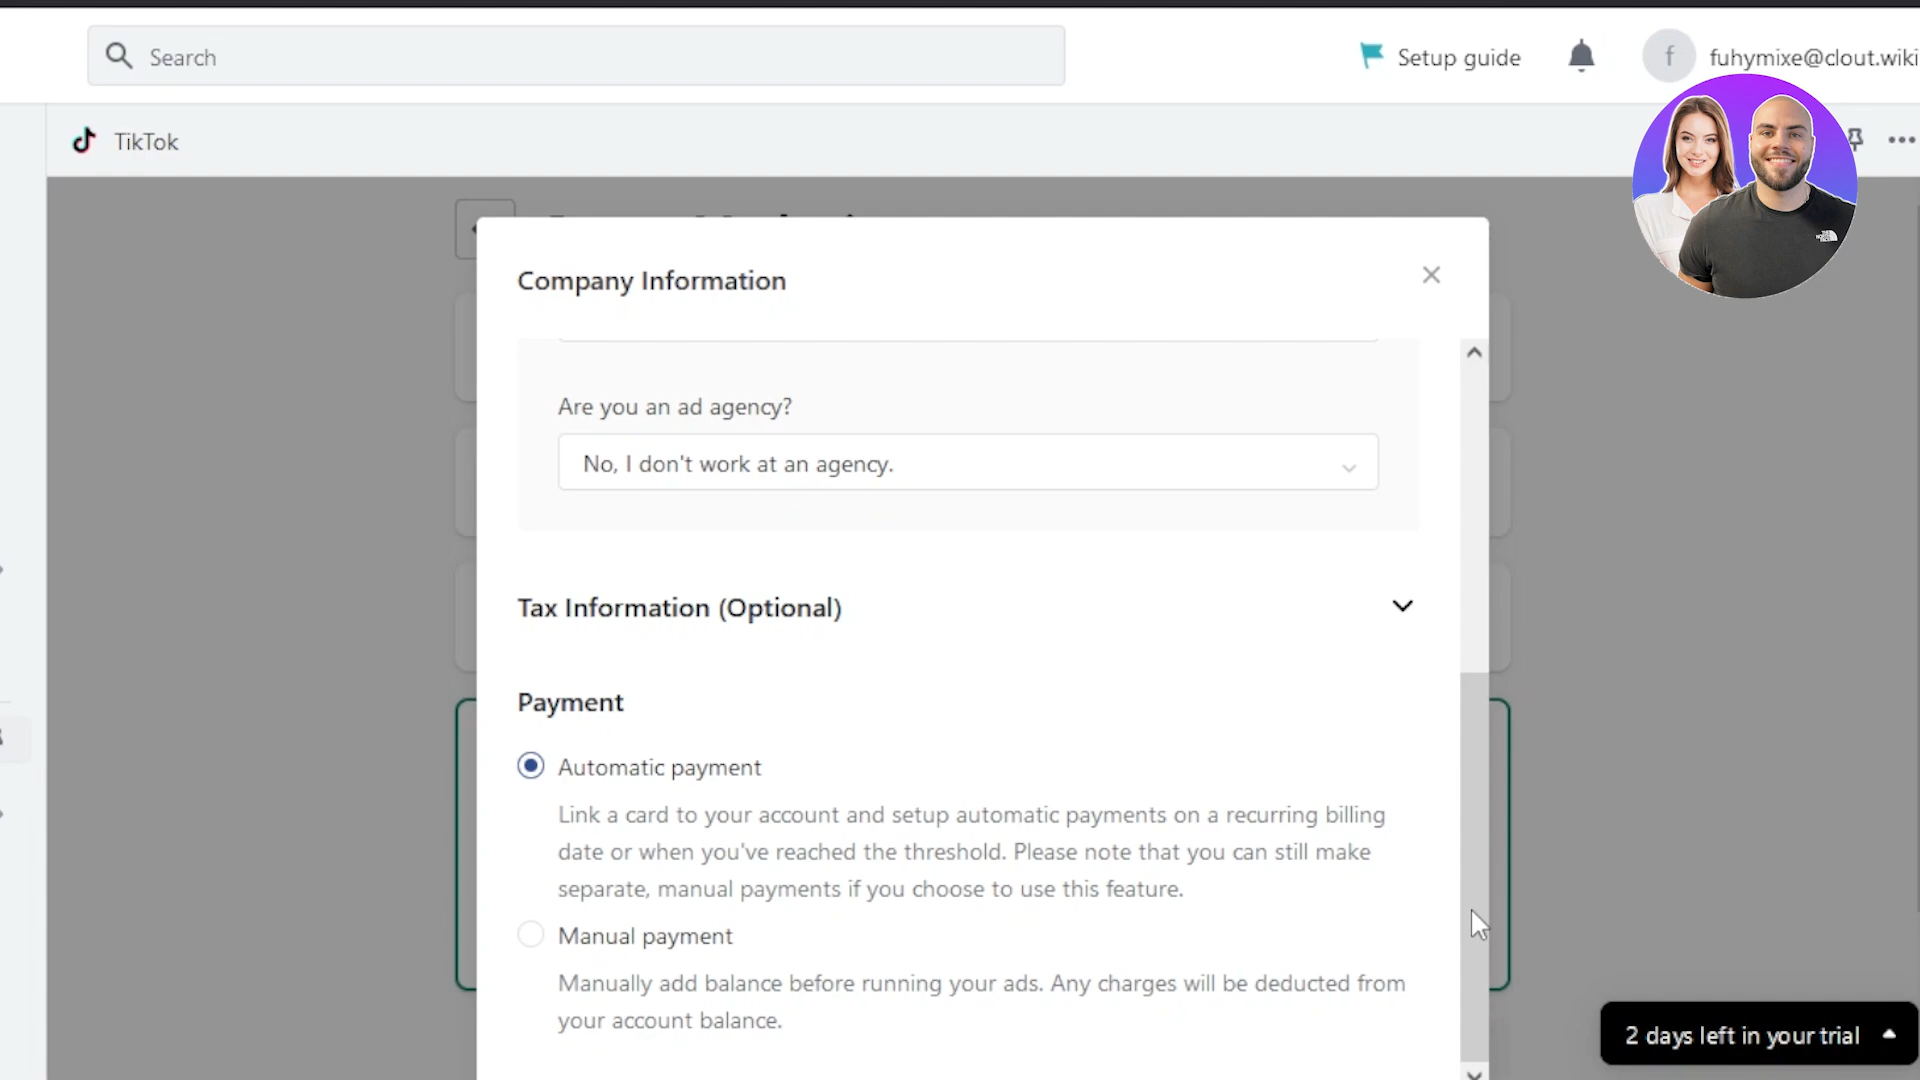 Search
Setup guide
f
fuhymixe@clout.wiki
TikTok
Company Information
Are you an ad agency?
No, I don't work at an agency.
Tax Information (Optional)
Payment
Automatic payment
Link a card to your account and setup automatic payments on a recurring billing
date or when you've reached the threshold. Please note that you can still make
separate, manual payments if you choose to use this feature.
Manual payment
Manually add balance before running your ads. Any charges will be deducted from
your account balance.
2 days left in your trial